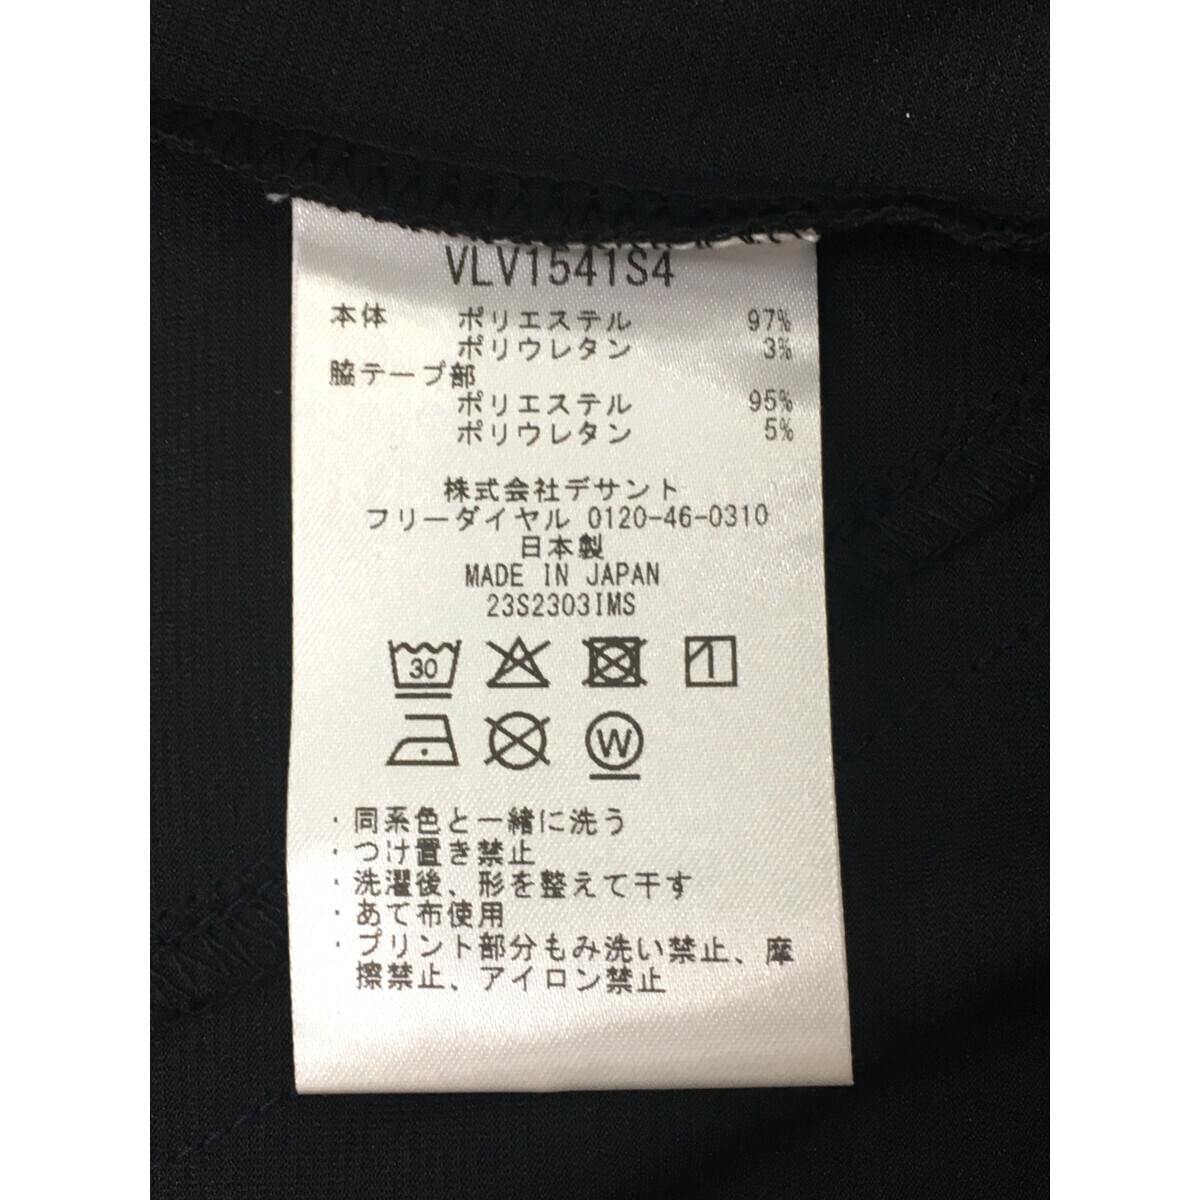 VLV1541S4
本体 ポリエステル 97%
ポリウレタン 3%
脇テープ部
ポリエステル 95%
ポリウレタン 5%
株式会社デサント
フリーダイヤル 0120-46-0310
日本製
MADE IN JAPAN
23S2303IMS
30
W
・同系色と一緒に洗う
・つけ置き禁止
・洗濯後、形を整えて干す
・あて布使用
・プリント部分もみ洗い禁止、摩
擦禁止、アイロン禁止